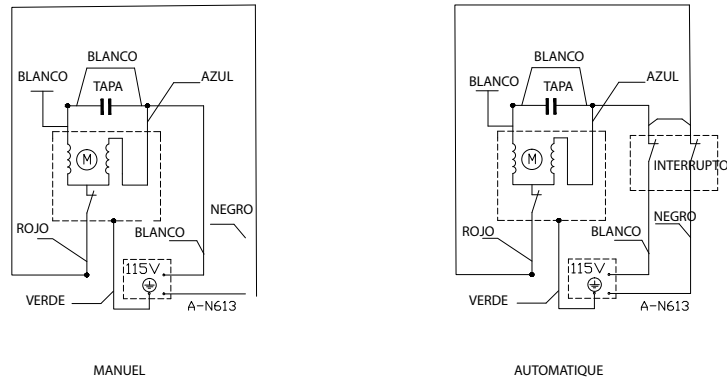 BLANCO
BLANCO
AZUL
TAPA
M
NEGRO
ROJO
BLANCO
115V
VERDE
A-N613
MANUEL
BLANCO
BLANCO
AZUL
TAPA
M
INTERRUPTO
NEGRO
ROJO
BLANCO
115V
VERDE
A-N613
AUTOMATIQUE